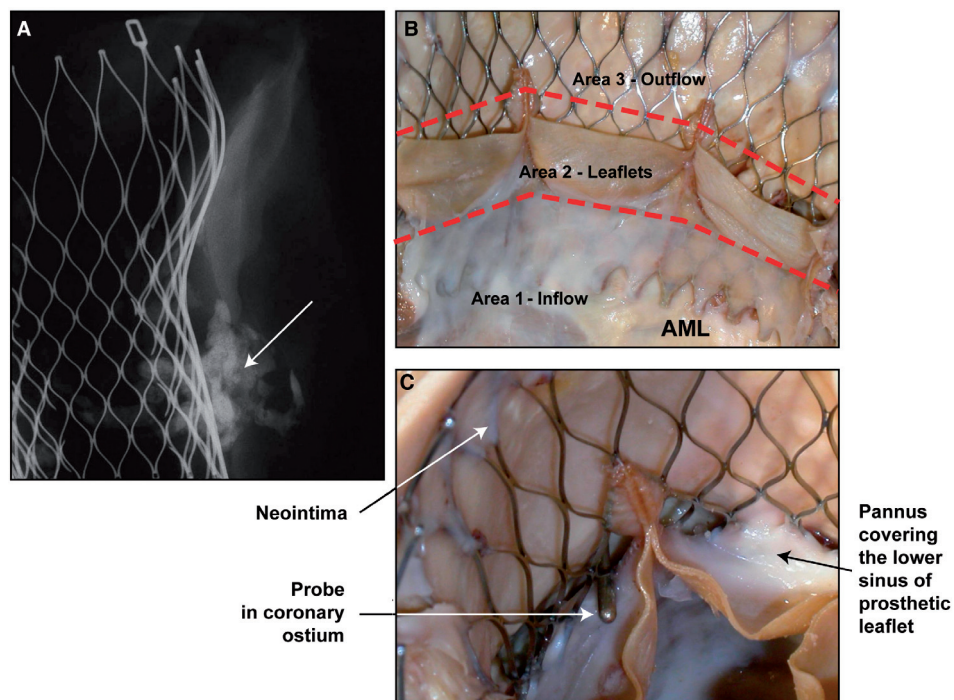 A
B
Area 3 - Outflow
Area 2 - Leaflets
Area 1 - Inflow
AML
C
Neointima
Probe
in coronary
ostium
Pannus
covering
the lower
sinus of
prosthetic
leaflet